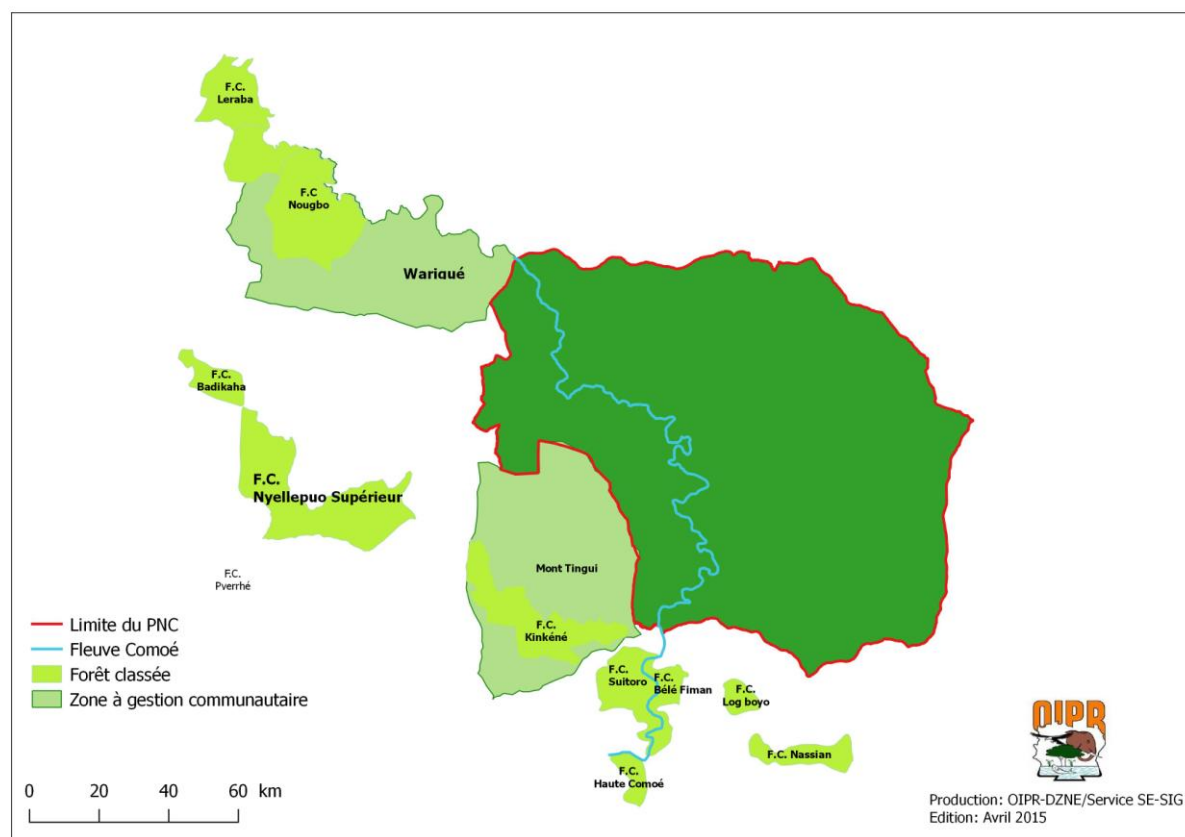 F.C.
Leraba
F.C
Nougbo
Wariqué
F.C.
Badikaha
F.C.
Nyellepuo Supérieur
F.C.
Pverrhé
Mont Tingui
F.C.
Kinkéné
F.C.
Suitoro
F.C.
Bélé Fiman
F.C.
Log boyo
F.C. Nassian
F.C.
Haute Comoé
Limite du PNC
Fleuve Comoé
Forêt classée
Zone à gestion communautaire
0 20 40 60 km
OIPR
Production: OIPR-DZNE/Service SE-SIG
Edition: Avril 2015